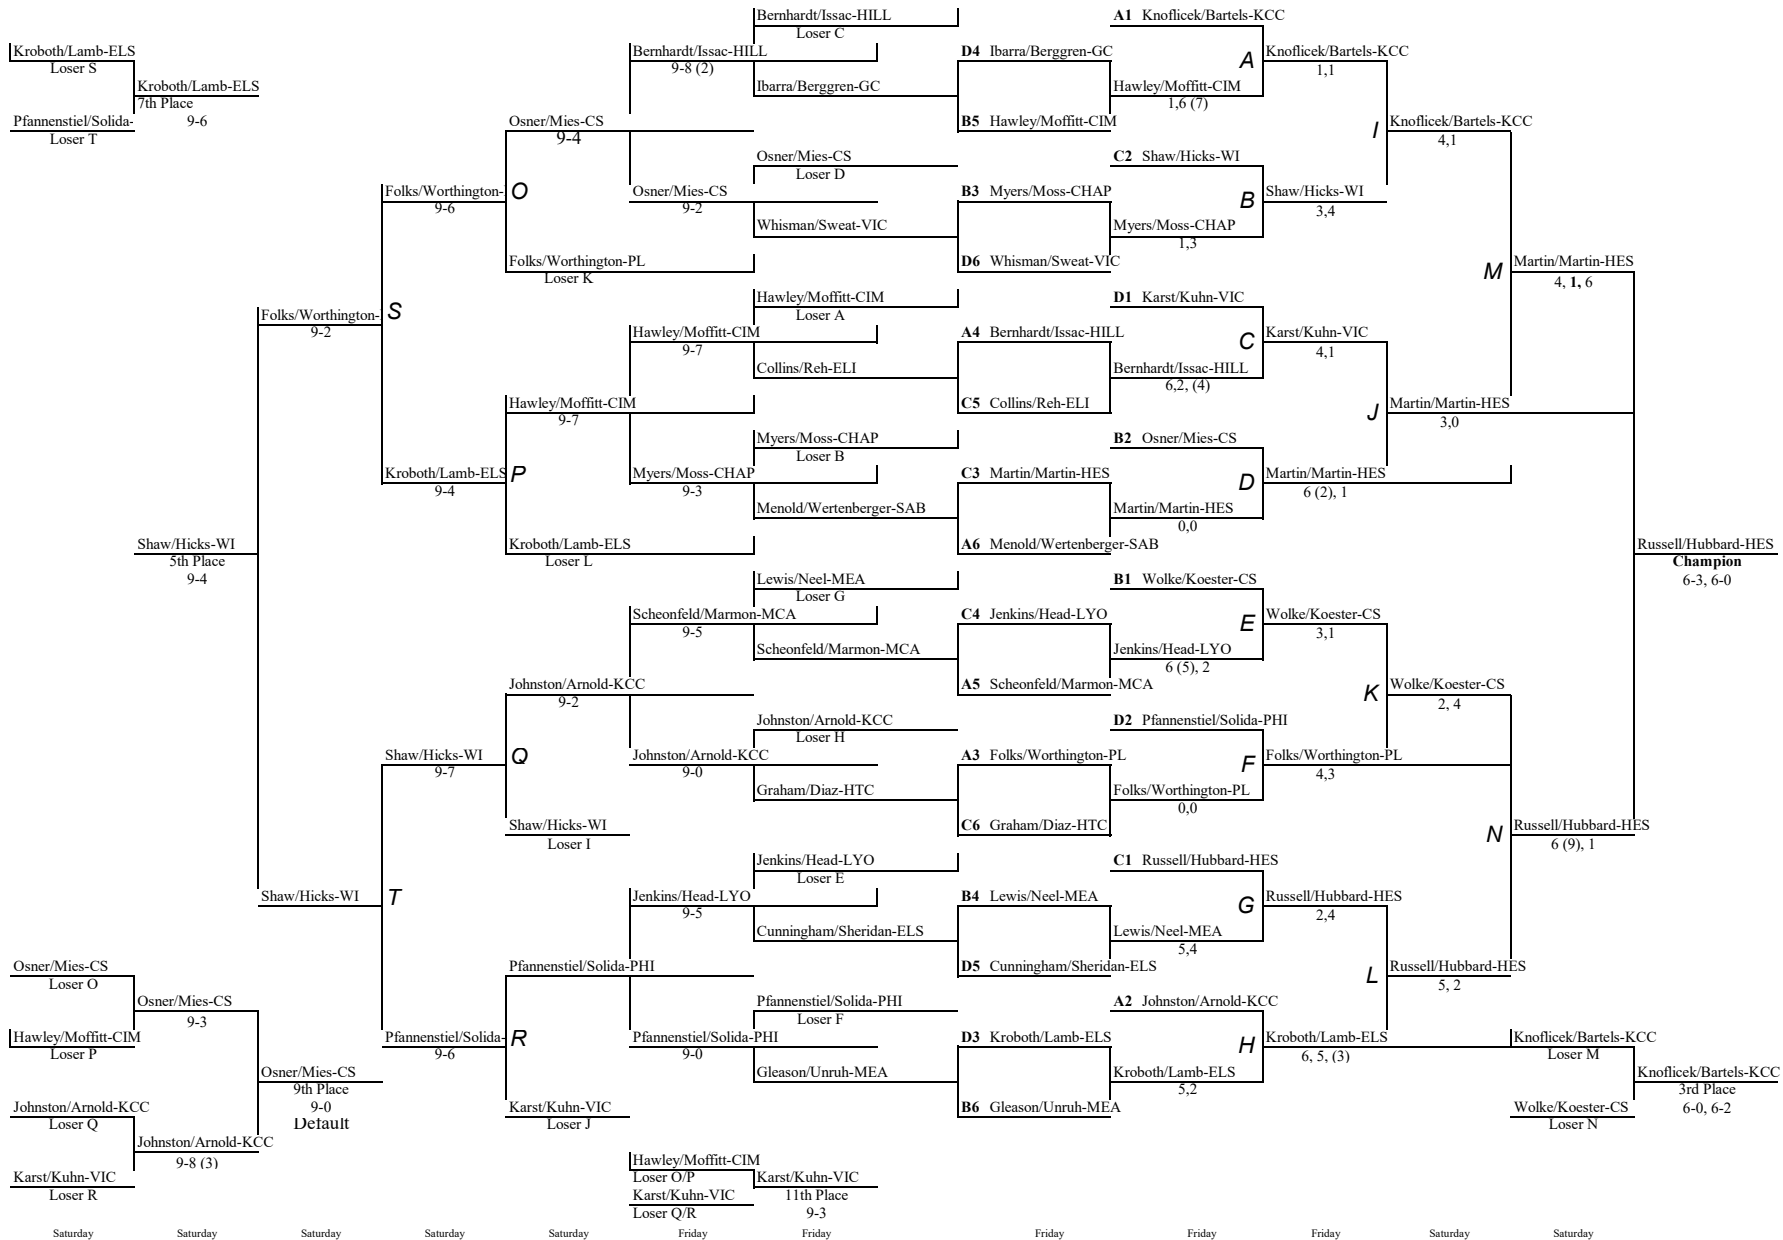 Kroboth/Lamb-ELS
Loser S
Kroboth/Lamb-ELS
7th Place
9-6
Pfannenstiel/Solida-
Loser T
Folks/Worthington-
9-2
Shaw/Hicks-WI
5th Place
9-4
Shaw/Hicks-WI
Osner/Mies-CS
Loser O
Osner/Mies-CS
9-3
Hawley/Moffitt-CIM
Loser P
Osner/Mies-CS
9th Place
9-0
Default
Johnston/Arnold-KCC
Loser Q
Johnston/Arnold-KCC
9-8 (3)
Karst/Kuhn-VIC
Loser R
Folks/Worthington-
9-6
S
Kroboth/Lamb-ELS
9-4
Shaw/Hicks-WI
9-7
T
Pfannenstiel/Solida-
9-6
Osner/Mies-CS
9-4
O
Folks/Worthington-PL
Loser K
Hawley/Moffitt-CIM
9-7
P
Kroboth/Lamb-ELS
Loser L
Johnston/Arnold-KCC
9-2
Q
Shaw/Hicks-WI
Loser I
Pfannenstiel/Solida-PHI
R
Karst/Kuhn-VIC
Loser J
Bernhardt/Issac-HILL
9-8 (2)
Osner/Mies-CS
9-2
Hawley/Moffitt-CIM
9-7
Myers/Moss-CHAP
9-3
Scheonfeld/Marmon-MCA
9-5
Johnston/Arnold-KCC
9-0
Jenkins/Head-LYO
9-5
Pfannenstiel/Solida-PHI
9-0
Hawley/Moffitt-CIM
Loser O/P
Karst/Kuhn-VIC
Loser Q/R
Karst/Kuhn-VIC
11th Place
9-3
Bernhardt/Issac-HILL
Loser C
Ibarra/Berggren-GC
Osner/Mies-CS
Loser D
Whisman/Sweat-VIC
Hawley/Moffitt-CIM
Loser A
Collins/Reh-ELI
Myers/Moss-CHAP
Loser B
Menold/Wertenberger-SAB
Lewis/Neel-MEA
Loser G
Scheonfeld/Marmon-MCA
Johnston/Arnold-KCC
Loser H
Graham/Diaz-HTC
Jenkins/Head-LYO
Loser E
Cunningham/Sheridan-ELS
Pfannenstiel/Solida-PHI
Loser F
Gleason/Unruh-MEA
D4 Ibarra/Berggren-GC
B5 Hawley/Moffitt-CIM
B3 Myers/Moss-CHAP
D6 Whisman/Sweat-VIC
A4 Bernhardt/Issac-HILL
C5 Collins/Reh-ELI
C3 Martin/Martin-HES
A6 Menold/Wertenberger-SAB
C4 Jenkins/Head-LYO
A5 Scheonfeld/Marmon-MCA
A3 Folks/Worthington-PL
C6 Graham/Diaz-HTC
B4 Lewis/Neel-MEA
D5 Cunningham/Sheridan-ELS
D3 Kroboth/Lamb-ELS
B6 Gleason/Unruh-MEA
A1 Knoflicek/Bartels-KCC
A
Hawley/Moffitt-CIM
1,6 (7)
C2 Shaw/Hicks-WI
B
Myers/Moss-CHAP
1,3
D1 Karst/Kuhn-VIC
C
Bernhardt/Issac-HILL
6,2, (4)
B2 Osner/Mies-CS
D
Martin/Martin-HES
0,0
B1 Wolke/Koester-CS
E
Jenkins/Head-LYO
6 (5), 2
D2 Pfannenstiel/Solida-PHI
F
Folks/Worthington-PL
0,0
C1 Russell/Hubbard-HES
G
Lewis/Neel-MEA
5,4
A2 Johnston/Arnold-KCC
H
Kroboth/Lamb-ELS
5,2
Knoflicek/Bartels-KCC
1,1
I
Shaw/Hicks-WI
3,4
Karst/Kuhn-VIC
4,1
J
Martin/Martin-HES
6 (2), 1
Wolke/Koester-CS
3,1
K
Folks/Worthington-PL
4,3
Russell/Hubbard-HES
2,4
L
Kroboth/Lamb-ELS
6, 5, (3)
Knoflicek/Bartels-KCC
4,1
M
Martin/Martin-HES
3,0
Wolke/Koester-CS
2, 4
N
Russell/Hubbard-HES
5, 2
Martin/Martin-HES
4, 1, 6
Russell/Hubbard-HES
6 (9), 1
Russell/Hubbard-HES
Champion
6-3, 6-0
Knoflicek/Bartels-KCC
Loser M
Wolke/Koester-CS
Loser N
Knoflicek/Bartels-KCC
3rd Place
6-0, 6-2
Saturday Saturday Saturday Saturday Saturday Friday Friday Friday Friday Friday Saturday Saturday